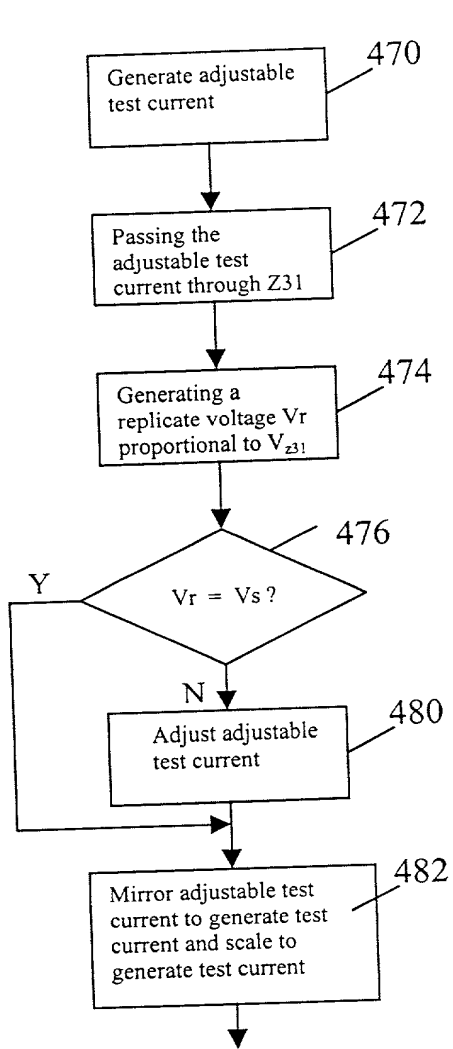 470
Generate adjustable
test current
472
Passing the
adjustable test
current through Z31
474
Generating a
replicate voltage Vr
proportional to Vz31
476
Y
Vr = Vs ?
N
480
Adjust adjustable
test current
482
Mirror adjustable test
current to generate test
current and scale to
generate test current